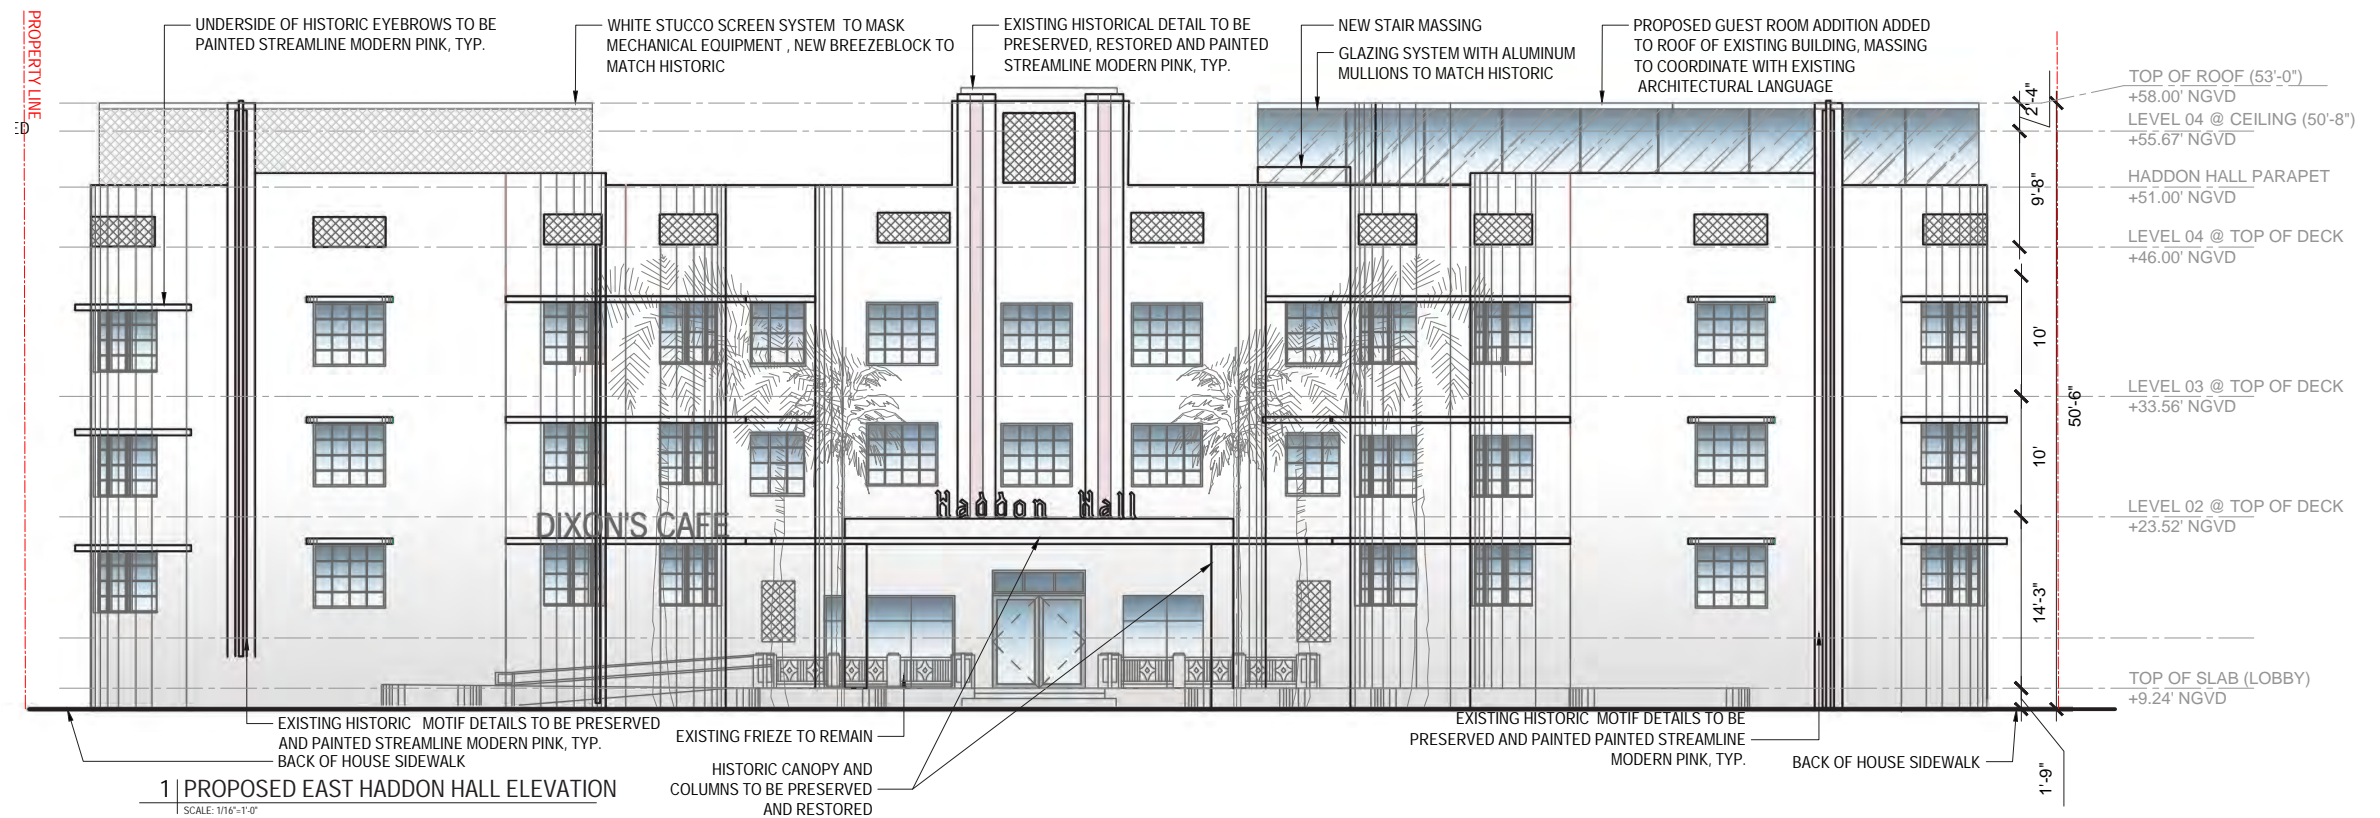 PROPERTY LINE
ED
UNDERSIDE OF HISTORIC EYEBROWS TO BE
PAINTED STREAMLINE MODERN PINK, TYP.
WHITE STUCCO SCREEN SYSTEM TO MASK
MECHANICAL EQUIPMENT , NEW BREEZEBLOCK TO
MATCH HISTORIC
EXISTING HISTORICAL DETAIL TO BE
PRESERVED, RESTORED AND PAINTED
STREAMLINE MODERN PINK, TYP.
NEW STAIR MASSING
GLAZING SYSTEM WITH ALUMINUM
MULLIONS TO MATCH HISTORIC
PROPOSED GUEST ROOM ADDITION ADDED
TO ROOF OF EXISTING BUILDING, MASSING
TO COORDINATE WITH EXISTING
ARCHITECTURAL LANGUAGE
TOP OF ROOF (53'-0")
+58.00' NGVD
LEVEL 04 @ CEILING (50'-8")
+55.67' NGVD
HADDON HALL PARAPET
+51.00' NGVD
LEVEL 04 @ TOP OF DECK
+46.00' NGVD
LEVEL 03 @ TOP OF DECK
+33.56' NGVD
LEVEL 02 @ TOP OF DECK
+23.52' NGVD
TOP OF SLAB (LOBBY)
+9.24' NGVD
2'-4"
9'-8"
10'
10'
50'-6"
14'-3"
1'-9"
Haddon Hall
DIXON'S CAFE
EXISTING HISTORIC MOTIF DETAILS TO BE PRESERVED
AND PAINTED STREAMLINE MODERN PINK, TYP.
BACK OF HOUSE SIDEWALK
EXISTING FRIEZE TO REMAIN
HISTORIC CANOPY AND
COLUMNS TO BE PRESERVED
AND RESTORED
EXISTING HISTORIC MOTIF DETAILS TO BE
PRESERVED AND PAINTED PAINTED STREAMLINE
MODERN PINK, TYP.
BACK OF HOUSE SIDEWALK
1 PROPOSED EAST HADDON HALL ELEVATION
SCALE: 1/16"=1'-0"